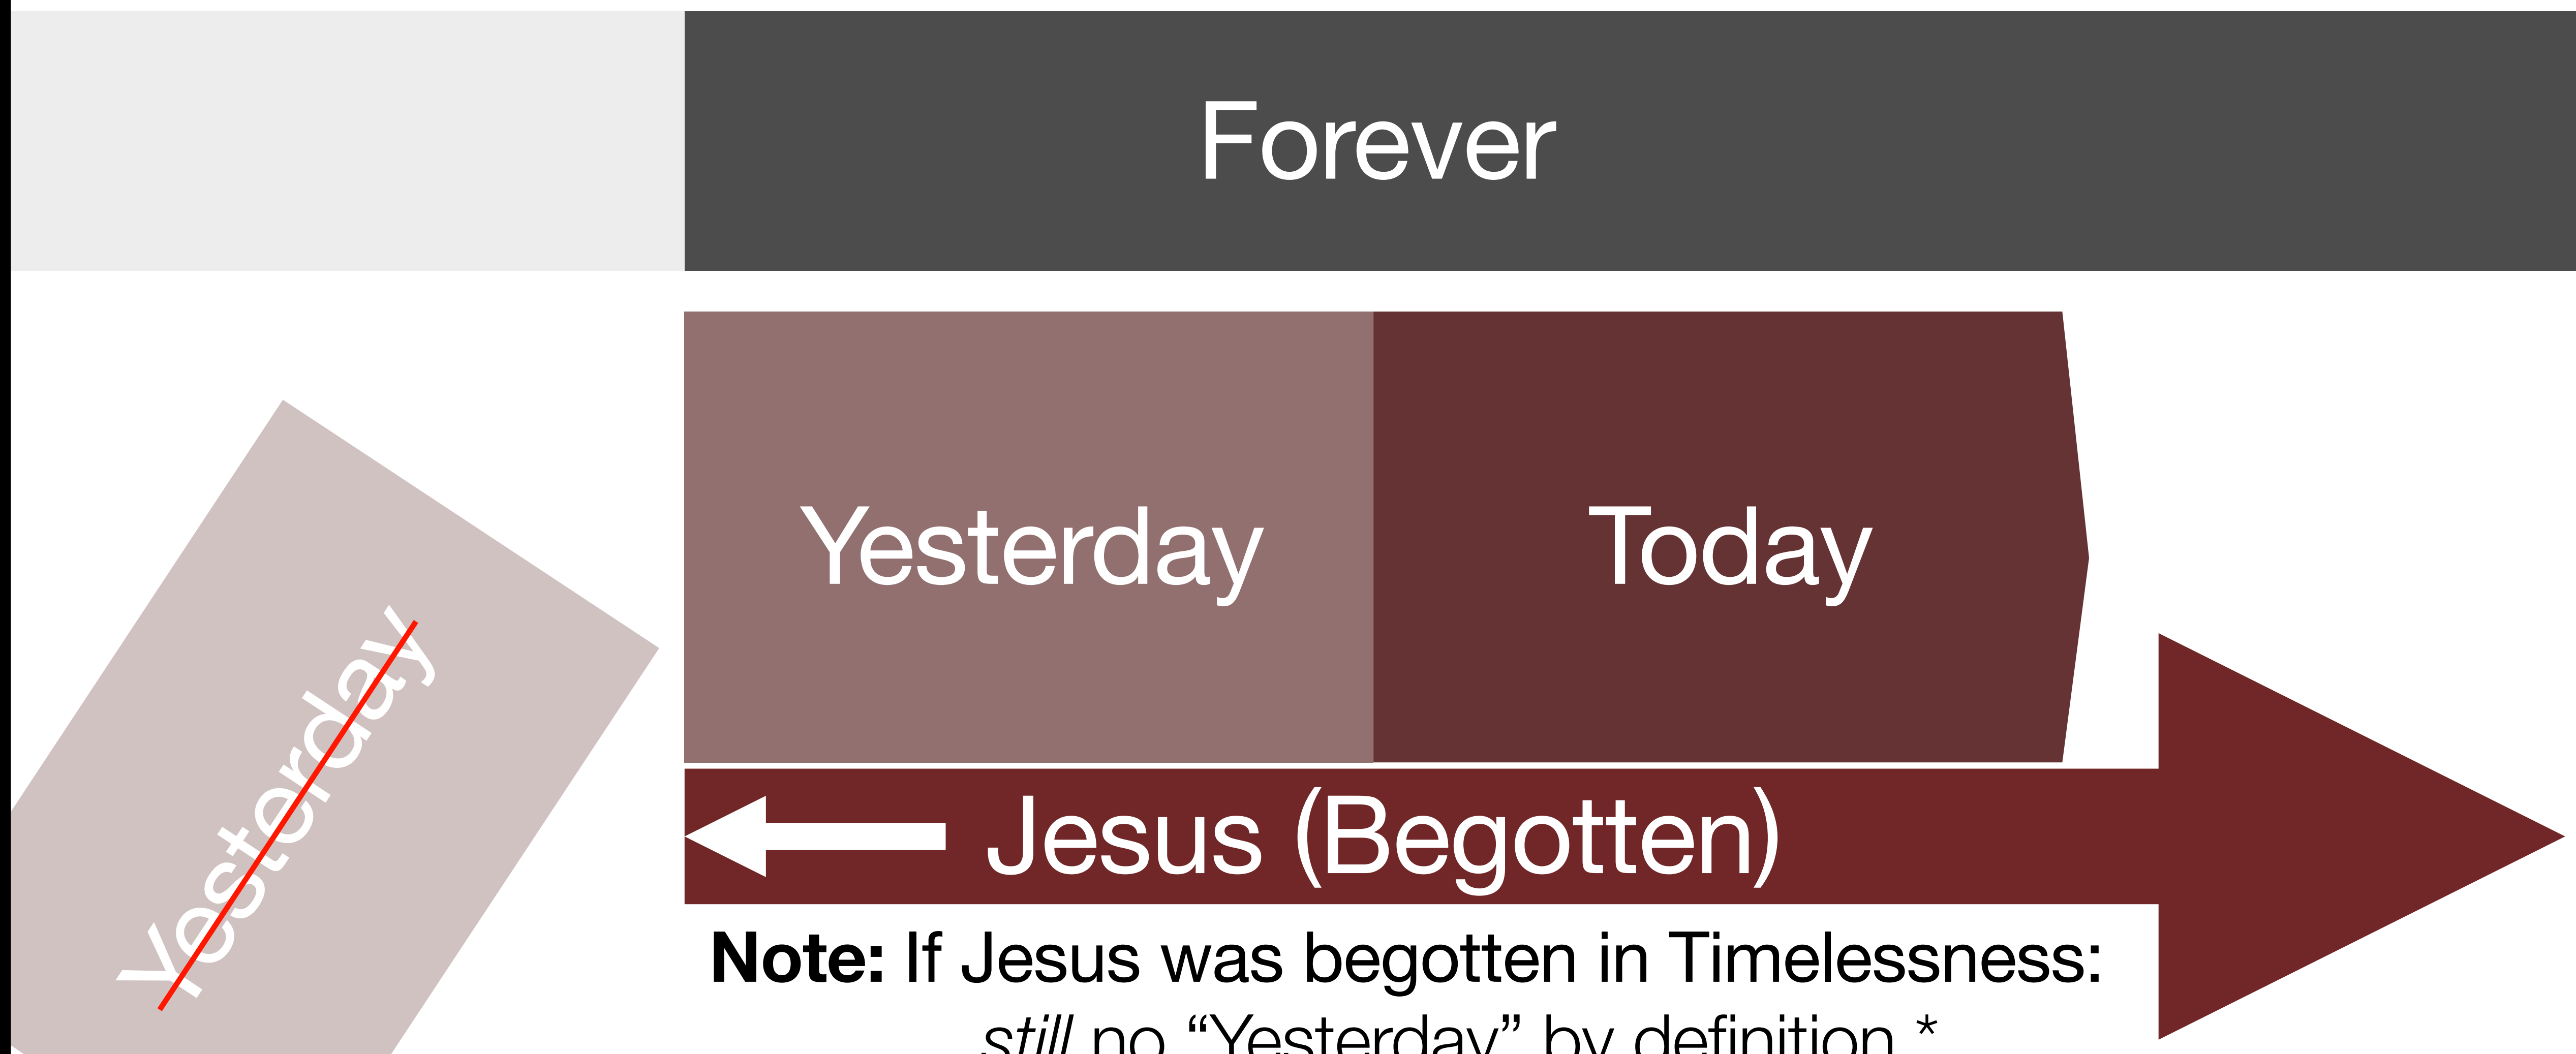 Forever
Yesterday
Today
Yesterday
Jesus (Begotten)
Note: If Jesus was begotten in Timelessness:
still no “Yesterday” by definition *